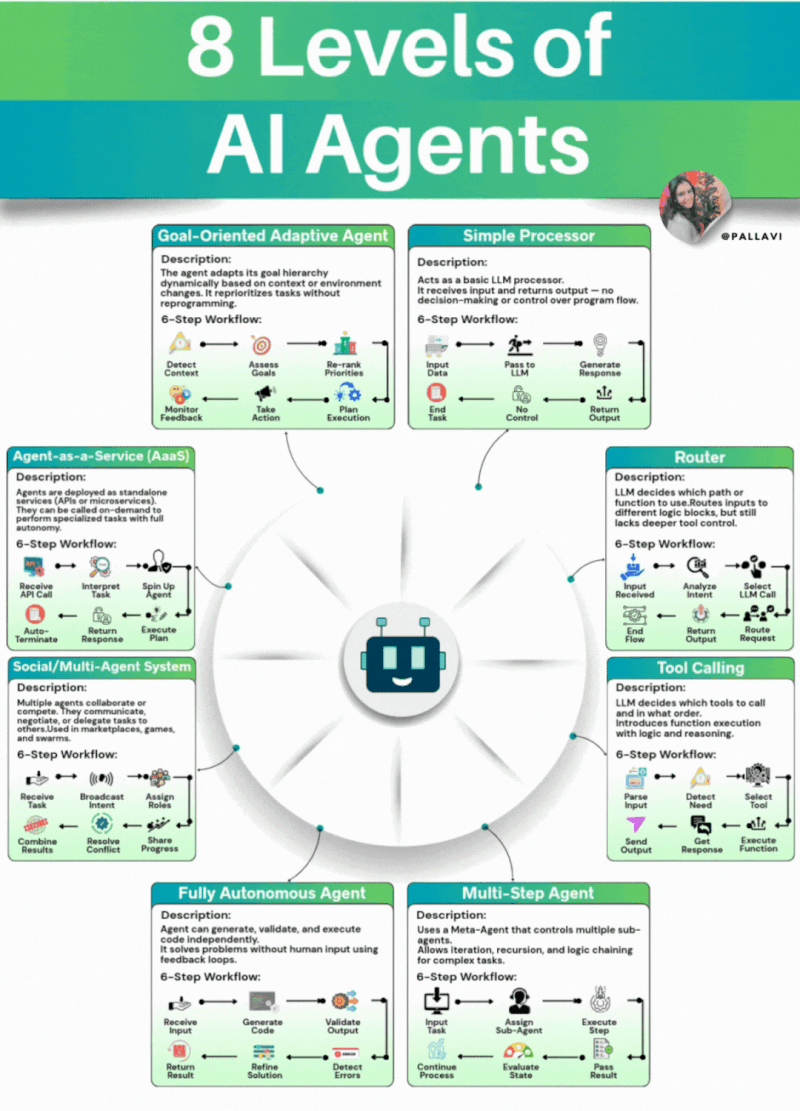 8 Levels of
AI Agents
@PALLAVI
Goal-Oriented Adaptive Agent
Description:
The agent adapts its goal hierarchy
dynamically based on context or environment
changes. It reprioritizes tasks without
reprogramming.
6-Step Workflow:
Detect
Context
Assess
Goals
Re-rank
Priorities
Monitor
Feedback
Take
Action
Plan
Execution
Simple Processor
Description:
Acts as a basic LLM processor.
It receives input and returns output — no
decision-making or control over program flow.
6-Step Workflow:
Input
Data
Pass to
LLM
Generate
Response
End
Task
No
Control
Return
Output
Agent-as-a-Service (AaaS)
Description:
Agents are deployed as standalone
services (APIs or microservices).
They can be called on-demand to
perform specialized tasks with full
autonomy.
6-Step Workflow:
API
Receive
API Call
Interpret
Task
Spin Up
Agent
Auto-
Terminate
Return
Response
Execute
Plan
Router
Description:
LLM decides which path or
function to use.Routes inputs to
different logic blocks, but still
lacks deeper tool control.
6-Step Workflow:
Input
Received
Analyze
Intent
Select
LLM Call
End
Flow
Return
Output
Route
Request
Social/Multi-Agent System
Description:
Multiple agents collaborate or
compete. They communicate,
negotiate, or delegate tasks to
others.Used in marketplaces, games,
and swarms.
6-Step Workflow:
Receive
Task
Broadcast
Intent
Assign
Roles
Combine
Results
Resolve
Conflict
Share
Progress
Tool Calling
Description:
LLM decides which tools to call
and in what order.
Introduces function execution
with logic and reasoning.
6-Step Workflow:
Parse
Input
Detect
Need
Select
Tool
Send
Output
Get
Response
Execute
Function
Fully Autonomous Agent
Description:
Agent can generate, validate, and execute
code independently.
It solves problems without human input using
feedback loops.
6-Step Workflow:
Receive
Input
Generate
Code
Validate
Output
Return
Result
Refine
Solution
Detect
Errors
Multi-Step Agent
Description:
Uses a Meta-Agent that controls multiple sub-
agents.
Allows iteration, recursion, and logic chaining
for complex tasks.
6-Step Workflow:
Input
Task
Assign
Sub-Agent
Execute
Step
Continue
Process
Evaluate
State
Pass
Result